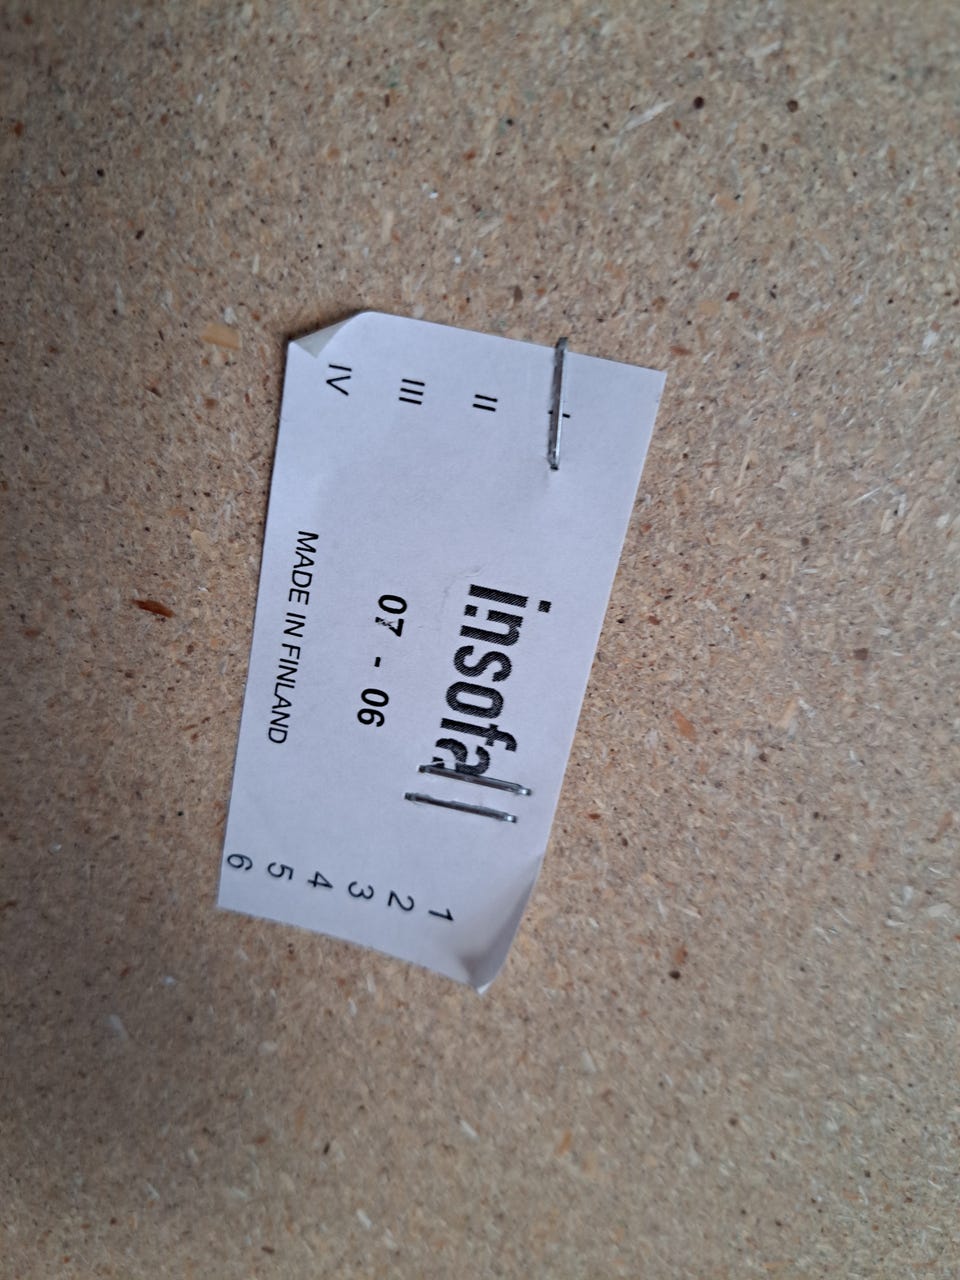 I
II
III
IV
insofa
07 - 06
MADE IN FINLAND
1
2
3
4
5
6